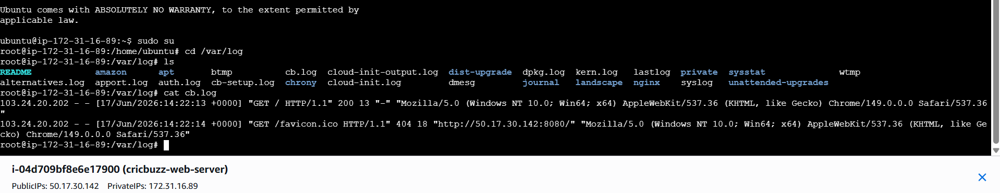 Ubuntu comes with ABSOLUTELY NO WARRANTY, to the extent permitted by
applicable law.
ubuntu@ip-172-31-16-89:~$ sudo su
root@ip-172-31-16-89:/home/ubuntu# cd /var/log
root@ip-172-31-16-89:/var/log# ls
README amazon apt btmp cb.log cloud-init-output.log dist-upgrade dpkg.log kern.log lastlog private sysstat wtmp
alternatives.log apport.log auth.log cb-setup.log chrony cloud-init.log dmesg journal landscape nginx syslog unattended-upgrades
root@ip-172-31-16-89:/var/log# cat cb.log
103.24.20.202 - - [17/Jun/2026:14:22:13 +0000] "GET / HTTP/1.1" 200 13 "-" "Mozilla/5.0 (Windows NT 10.0; Win64; x64) AppleWebKit/537.36 (KHTML, like Gecko) Chrome/149.0.0.0 Safari/537.36
"
103.24.20.202 - - [17/Jun/2026:14:22:14 +0000] "GET /favicon.ico HTTP/1.1" 404 18 "http://50.17.30.142:8080/" "Mozilla/5.0 (Windows NT 10.0; Win64; x64) AppleWebKit/537.36 (KHTML, like Ge
cko) Chrome/149.0.0.0 Safari/537.36"
root@ip-172-31-16-89:/var/log#
i-04d709bf8e6e17900 (cricbuzz-web-server)
PublicIPs: 50.17.30.142 PrivateIPs: 172.31.16.89